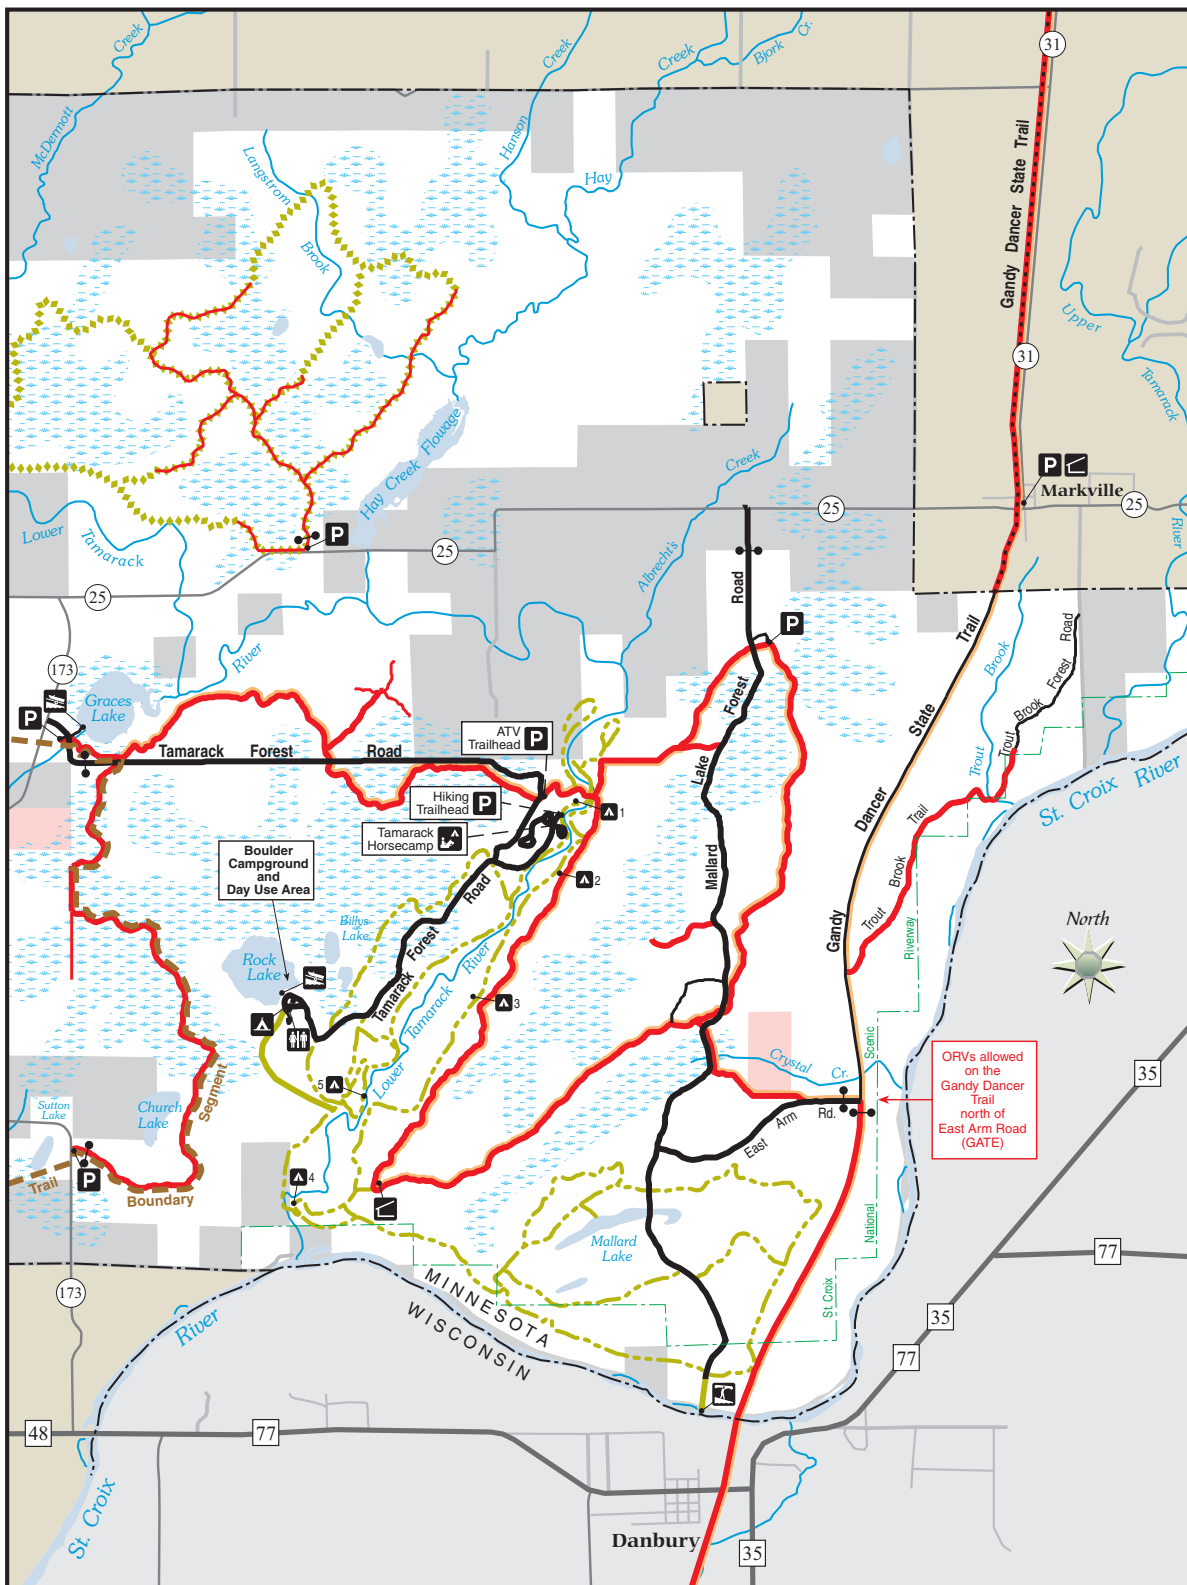 Creek
McDermott
Langstrom
Brook
Creek
Hanson
Creek
Bjork
Cr.
Hay
31
Gandy Dancer State Trail
31
Upper
Tamarack
River
P
Markville
25
25
Hay Creek Flowage
P
25
Lower
Tamarack
25
Creek
Albrecht's
River
173
Graces
Lake
P
Tamarack Forest Road
ATV
Trailhead P
Hiking
Trailhead P
Tamarack
Horsecamp
Boulder
Campground
and
Day Use Area
1
2
3
4
5
Road
Forest
Lake
Mallard
P
Trail
State
Dancer
Gandy
Brook
Trout
Road
Forest
Brook
Trout
Trail
Brook
Trout
Riverway
Scenic
National
St. Croix
St. Croix River
North
Billys
Lake
Rock
Lake
Road
Forest
Tamarack
River
Tamarack
Lower
Crystal
Cr.
Rd.
Arm
East
ORVs allowed
on the
Gandy Dancer
Trail
north of
East Arm Road
(GATE)
35
Sutton
Lake
Church
Lake
Segment
P
Trail
Boundary
Mallard
Lake
77
173
MINNESOTA
WISCONSIN
River
St. Croix
35
77
48
77
Danbury
35